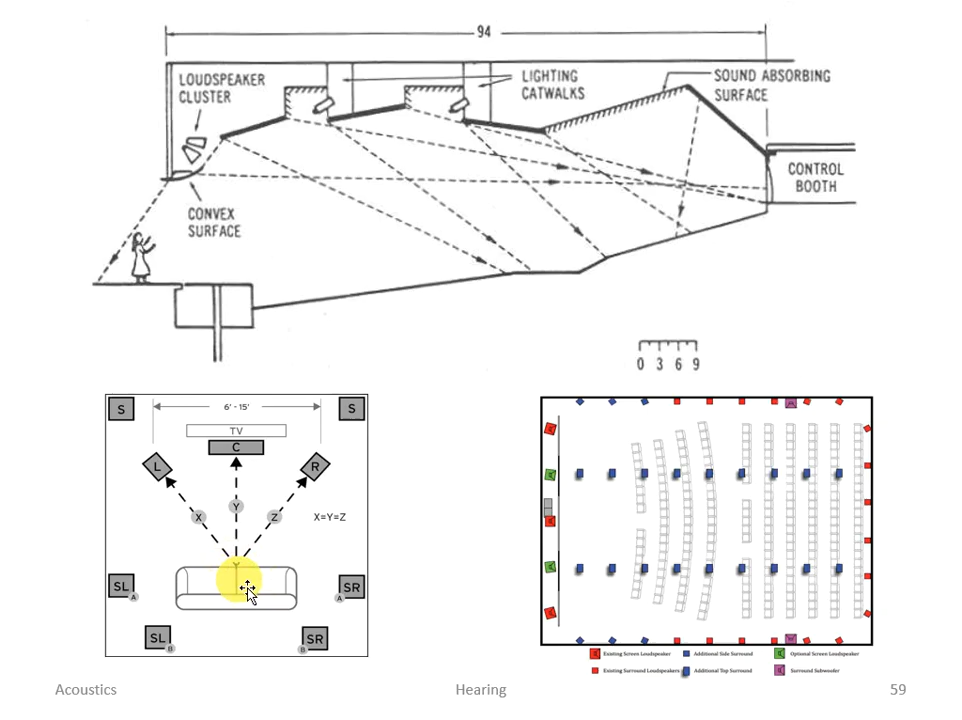 94
LOUDSPEAKER
CLUSTER
LIGHTING
CATWALKS
SOUND ABSORBING
SURFACE
CONTROL
BOOTH
CONVEX
SURFACE
0 3 6 9
S
S
6' - 15'
TV
C
L
R
X
Y
Z
X=Y=Z
SL
A
SR
A
SL
B
SR
B
Existing Screen Loudspeaker
Additional Side Surround
Optional Screen Loudspeaker
Existing Surround Loudspeakers
Additional Top Surround
Surround Subwoofer
Acoustics
Hearing
59